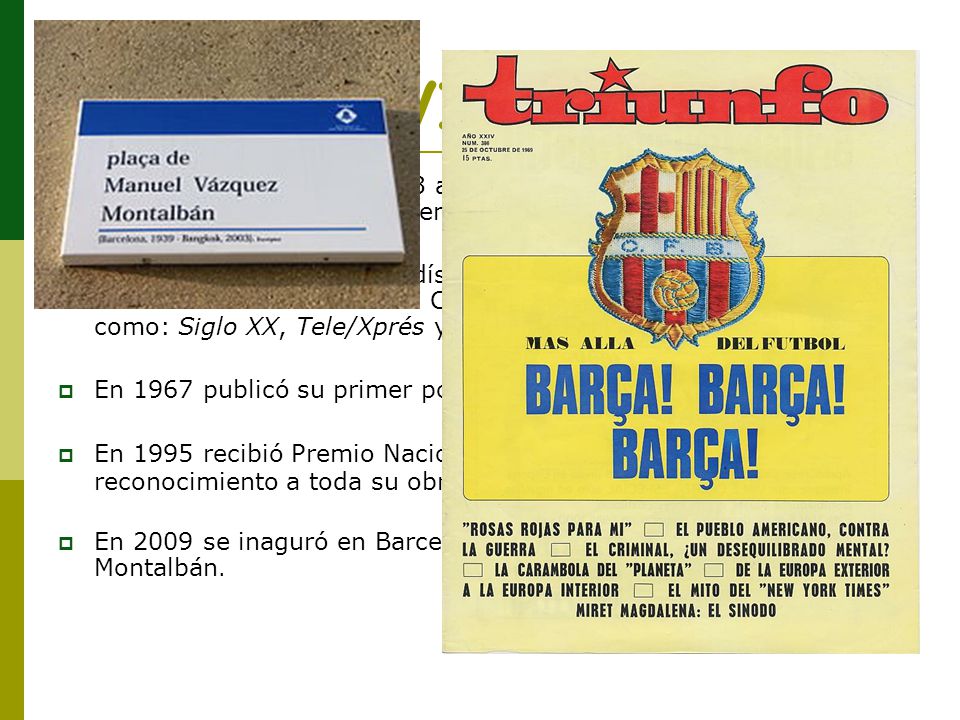 plaça de
Manuel Vázquez
Montalbán
(Barcelona, 1939 - Bangkok, 2003).
como: Siglo XX, Tele/Xprés y
En 1967 publicó su primer
En 1995 recibió Premio
reconocimiento a toda su
En 2009 se inaguró en
Montalbán.
triunfo
AÑO XXIV
NUM. 386
25 DE OCTUBRE DE 1969
15 PTAS.
C. F. B.
MAS ALLA DEL FUTBOL
BARÇA! BARÇA!
BARÇA!
"ROSAS ROJAS PARA MI" EL PUEBLO AMERICANO, CONTRA
LA GUERRA EL CRIMINAL, ¿UN DESEQUILIBRADO MENTAL?
LA CARAMBOLA DEL "PLANETA" DE LA EUROPA EXTERIOR
A LA EUROPA INTERIOR EL MITO DEL "NEW YORK TIMES"
MIRET MAGDALENA: EL SINODO